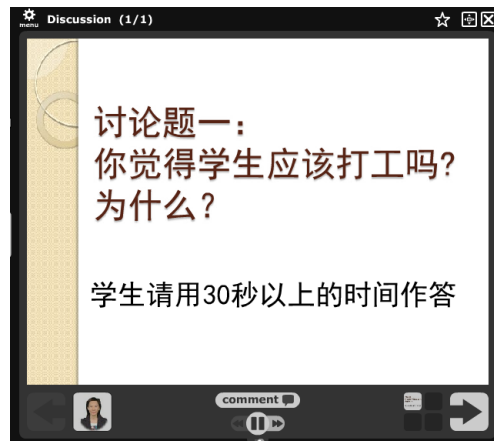 menu Discussion (1/1)
讨论题一：
你觉得学生应该打工吗?
为什么?
学生请用30秒以上的时间作答
comment